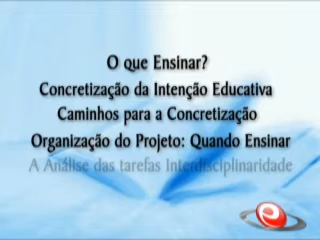 O que Ensinar?
Concretização da Intenção Educativa
Caminhos para a Concretização
Organização do Projeto: Quando Ensinar
A Análise das tarefas Interdisciplinaridade
e